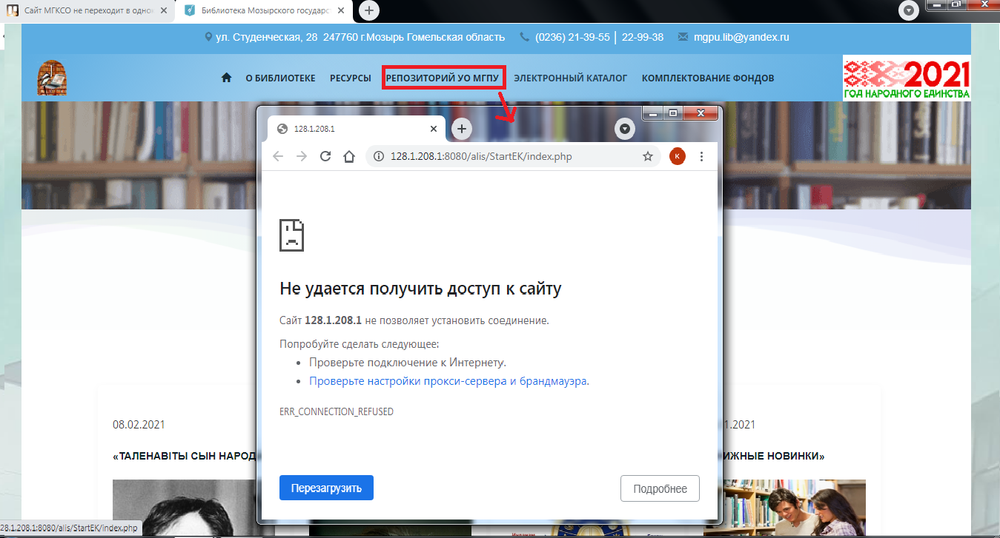 Сайт МГКСО не переходит в одно
Библиотека Мозырского государс
ул. Студенческая, 28 247760 г.Мозырь Гомельская область (0236) 21-39-55 | 22-99-38 mgpu.lib@yandex.ru
О БИБЛИОТЕКЕ РЕСУРСЫ РЕПОЗИТОРИЙ УО МГПУ ЭЛЕКТРОННЫЙ КАТАЛОГ КОМПЛЕКТОВАНИЕ ФОНДОВ
2021
ГОД НАРОДНОГО ЕДИНСТВА
128.1.208.1
128.1.208.1:8080/alis/StartEK/index.php
K
Не удается получить доступ к сайту
Сайт 128.1.208.1 не позволяет установить соединение.
Попробуйте сделать следующее:
• Проверьте подключение к Интернету.
• Проверьте настройки прокси-сервера и брандмауэра.
ERR_CONNECTION_REFUSED
Перезагрузить
Подробнее
08.02.2021
1.2021
«ТАЛЕНАВІТЫ СЫН НАРОД
ИЖНЫЕ НОВИНКИ»
28.1.208.1:8080/alis/StartEK/index.php